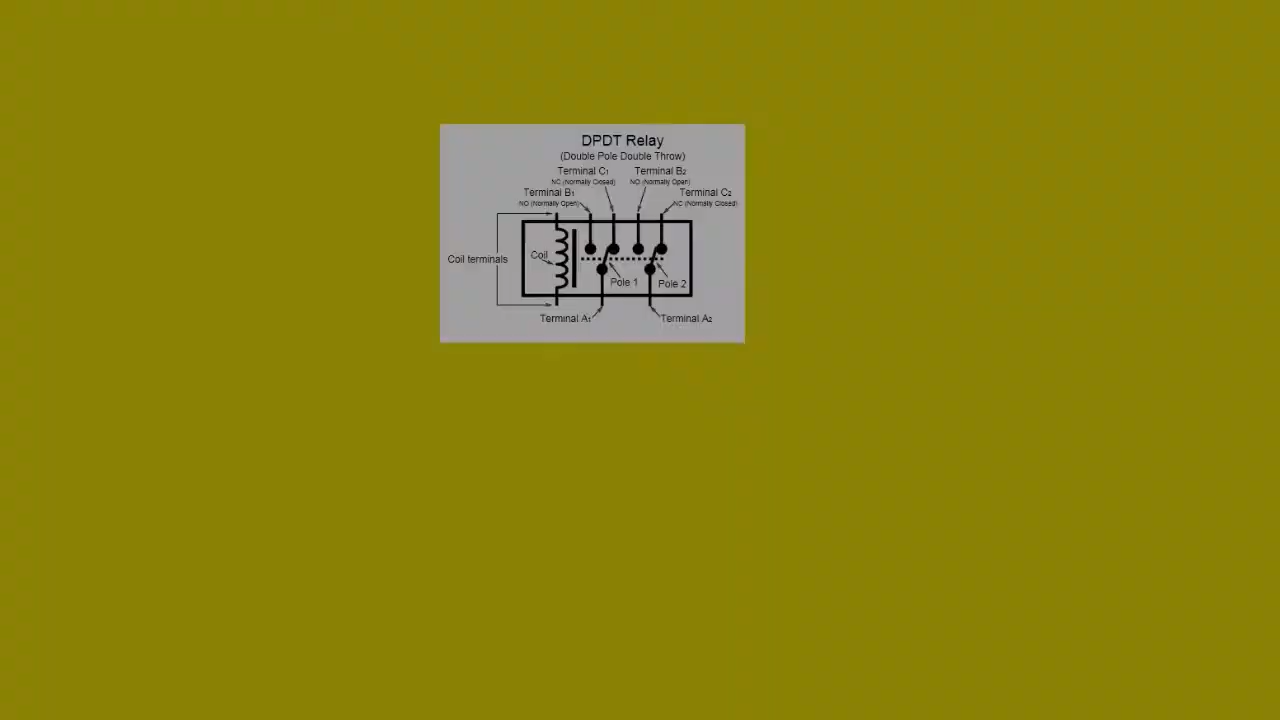 DPDT Relay
(Double Pole Double Throw)
Terminal C1
NC (Normally Closed)
Terminal B2
NO (Normally Open)
Terminal B1
NO (Normally Open)
Terminal C2
NC (Normally Closed)
Coil
Coil terminals
Pole 1
Pole 2
Terminal A1
Terminal A2